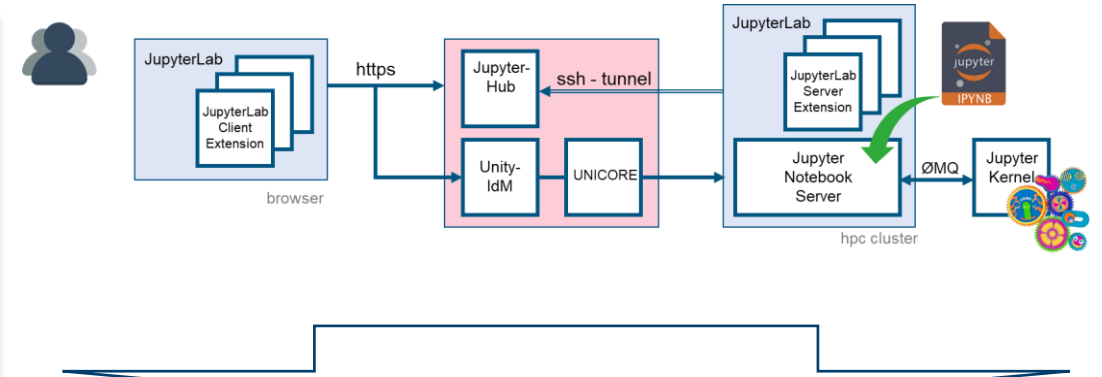 JupyterLab
JupyterLab
Client
Extension
browser
https
Jupyter-
Hub
ssh - tunnel
Unity-
IdM
UNICORE
JupyterLab
JupyterLab
Server
Extension
Jupyter
Notebook
Server
hpc cluster
jupyter
IPYNB
ØMQ
Jupyter
Kernel